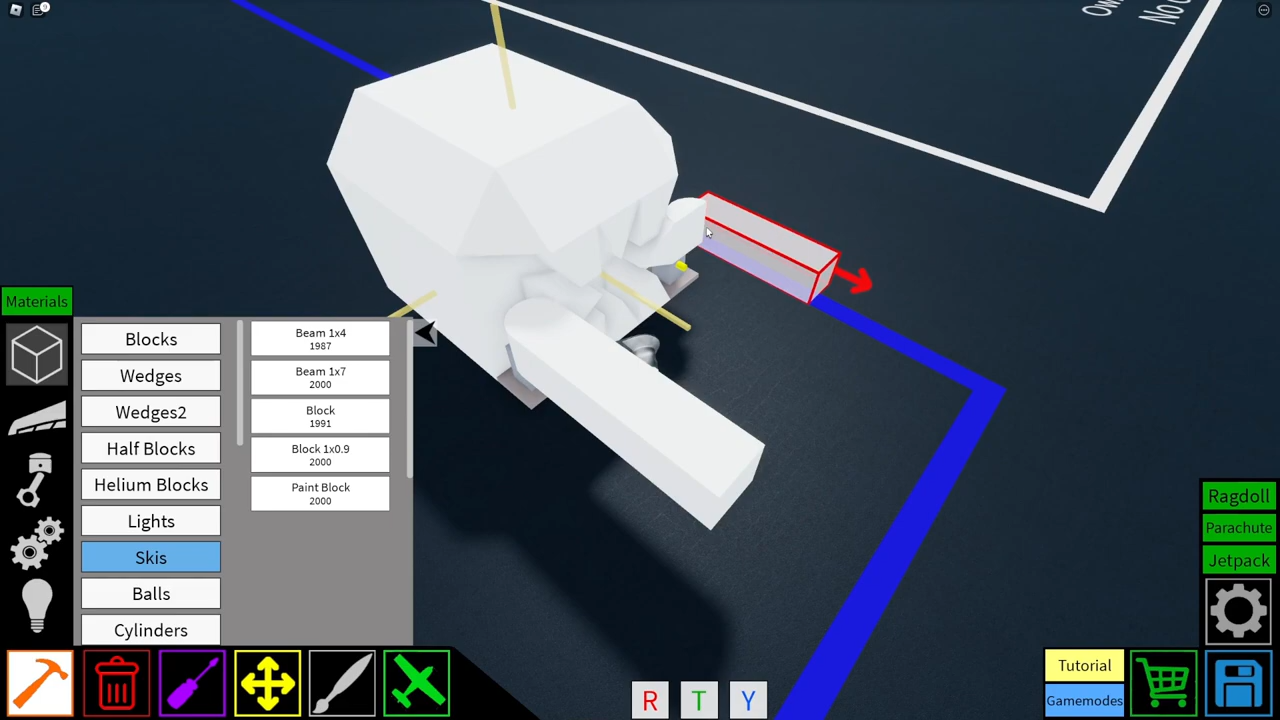 9
Materials
Blocks
Wedges
Wedges2
Half Blocks
Helium Blocks
Lights
Skis
Balls
Cylinders
Beam 1x4
1987
Beam 1x7
2000
Block
1991
Block 1x0.9
2000
Paint Block
2000
R T Y
Ragdoll
Parachute
Jetpack
Tutorial
Gamemodes